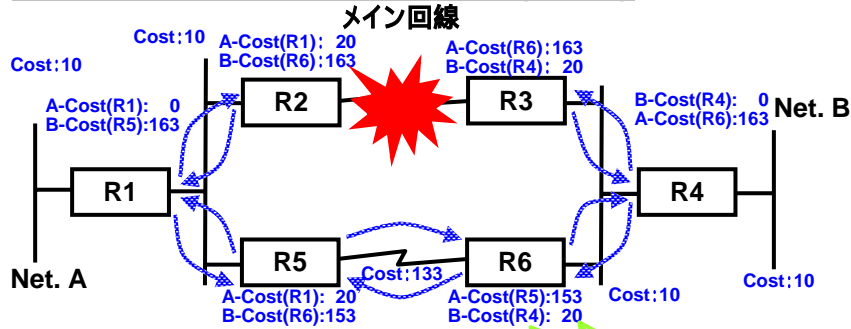 メイン回線
Cost:10
A-Cost(R1): 20
B-Cost(R6):163
A-Cost(R6):163
B-Cost(R4): 20
Cost:10
A-Cost(R1): 0
B-Cost(R5):163
R2
R3
B-Cost(R4): 0
A-Cost(R6):163
Net. B
R1
R4
R5
R6
Cost:133
Net. A
A-Cost(R1): 20
B-Cost(R6):153
A-Cost(R5):153
B-Cost(R4): 20
Cost:10
Cost:10